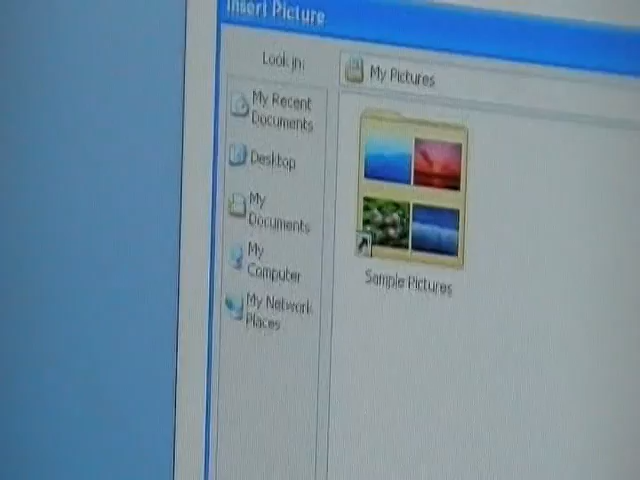 Insert Picture
Look in:
My Pictures
My Recent
Documents
Desktop
My
Documents
My
Computer
My Network
Places
Sample Pictures